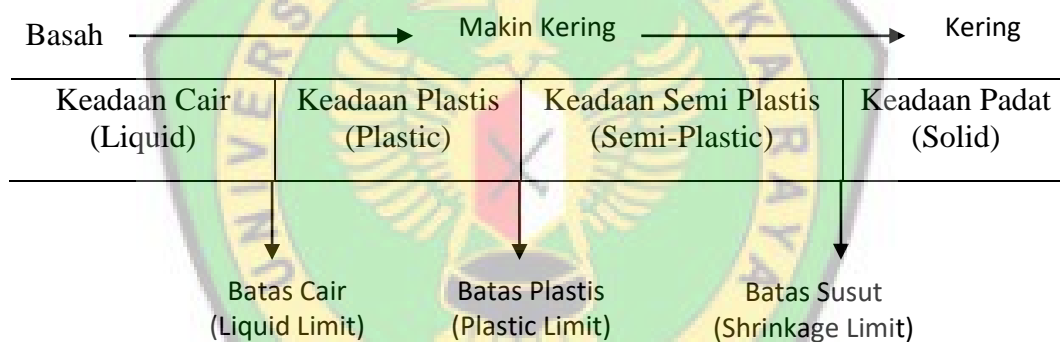 Basah Makin Kering Kering
Keadaan Cair Keadaan Plastis Keadaan Semi Plastis Keadaan Padat
(Liquid) (Plastic) (Semi-Plastic) (Solid)
Batas Cair Batas Plastis Batas Susut
(Liquid Limit) (Plastic Limit) (Shrinkage Limit)